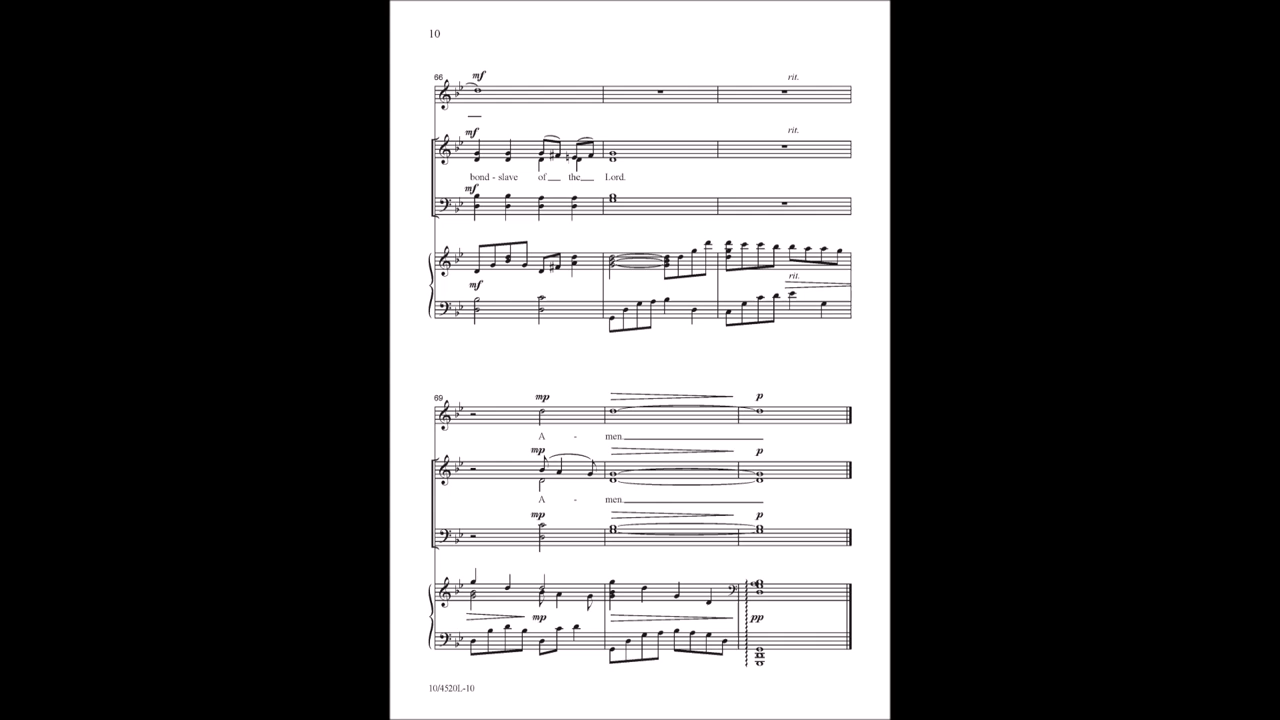 10
66
mf
rit.
mf
rit.
bond - slave of the Lord.
mf
mf
rit.
69
mp
p
A - men
mp
p
A - men
mp
p
mp
pp
10/4520L-10